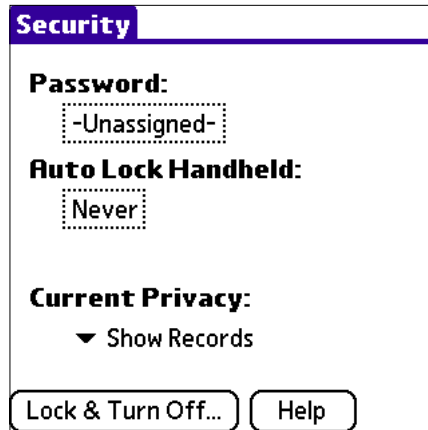 Security
Password:
-Unassigned-
Auto Lock Handheld:
Never
Current Privacy:
Show Records
Lock & Turn Off... Help